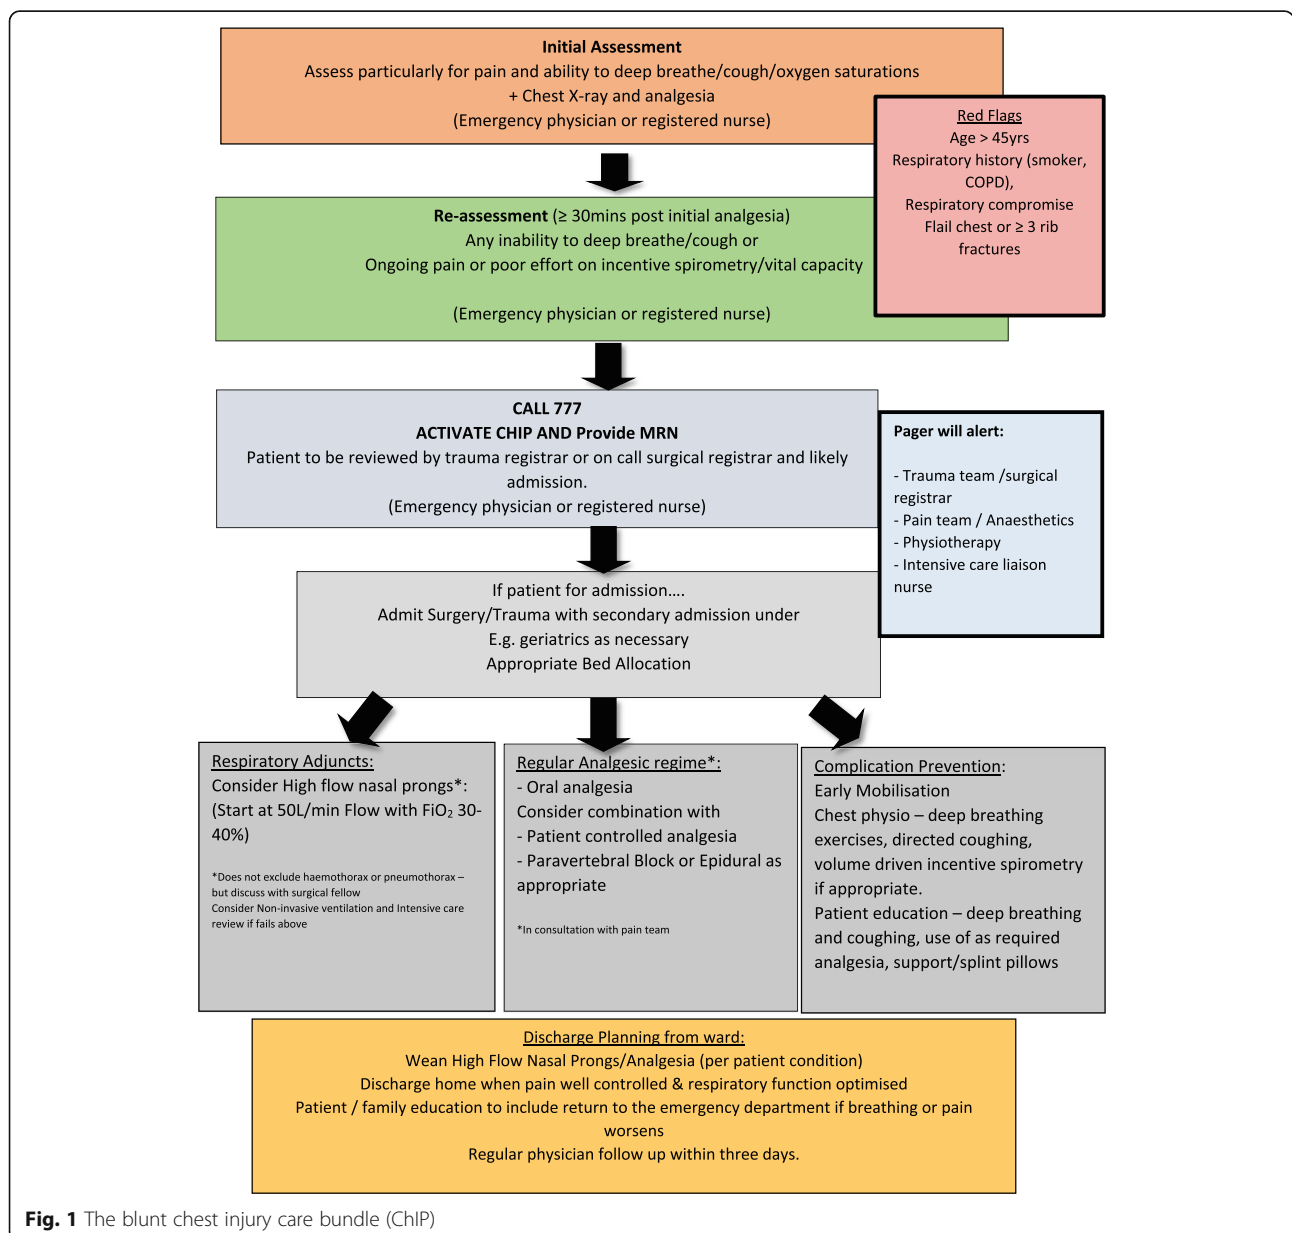 Initial Assessment
Assess particularly for pain and ability to deep breathe/cough/oxygen saturations
+ Chest X-ray and analgesia
(Emergency physician or registered nurse)
Red Flags
Age > 45yrs
Respiratory history (smoker,
COPD),
Respiratory compromise
Flail chest or ≥ 3 rib
fractures
Re-assessment (≥ 30mins post initial analgesia)
Any inability to deep breathe/cough or
Ongoing pain or poor effort on incentive spirometry/vital capacity
(Emergency physician or registered nurse)
CALL 777
ACTIVATE CHIP AND Provide MRN
Patient to be reviewed by trauma registrar or on call surgical registrar and likely
admission.
(Emergency physician or registered nurse)
Pager will alert:
- Trauma team /surgical
registrar
- Pain team / Anaesthetics
- Physiotherapy
- Intensive care liaison
nurse
If patient for admission....
Admit Surgery/Trauma with secondary admission under
E.g. geriatrics as necessary
Appropriate Bed Allocation
Respiratory Adjuncts:
Consider High flow nasal prongs*:
(Start at 50L/min Flow with FiO₂ 30-
40%)
*Does not exclude haemothorax or pneumothorax –
but discuss with surgical fellow
Consider Non-invasive ventilation and Intensive care
review if fails above
Regular Analgesic regime*:
- Oral analgesia
Consider combination with
- Patient controlled analgesia
- Paravertebral Block or Epidural as
appropriate
*In consultation with pain team
Complication Prevention:
Early Mobilisation
Chest physio – deep breathing
exercises, directed coughing,
volume driven incentive spirometry
if appropriate.
Patient education – deep breathing
and coughing, use of as required
analgesia, support/splint pillows
Discharge Planning from ward:
Wean High Flow Nasal Prongs/Analgesia (per patient condition)
Discharge home when pain well controlled & respiratory function optimised
Patient / family education to include return to the emergency department if breathing or pain
worsens
Regular physician follow up within three days.
Fig. 1 The blunt chest injury care bundle (ChIP)